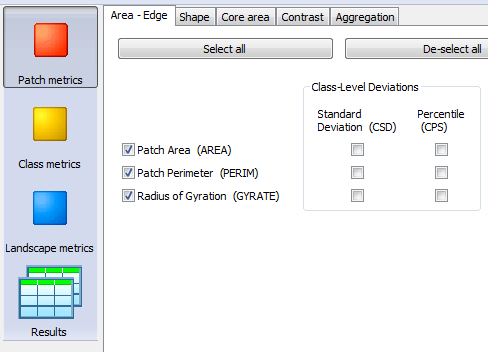 Area - Edge Shape Core area Contrast Aggregation
Select all De-select all
Patch metrics
Class metrics
Landscape metrics
Results
Class-Level Deviations
Standard Percentile
Deviation (CSD) (CPS)
Patch Area (AREA)
Patch Perimeter (PERIM)
Radius of Gyration (GYRATE)